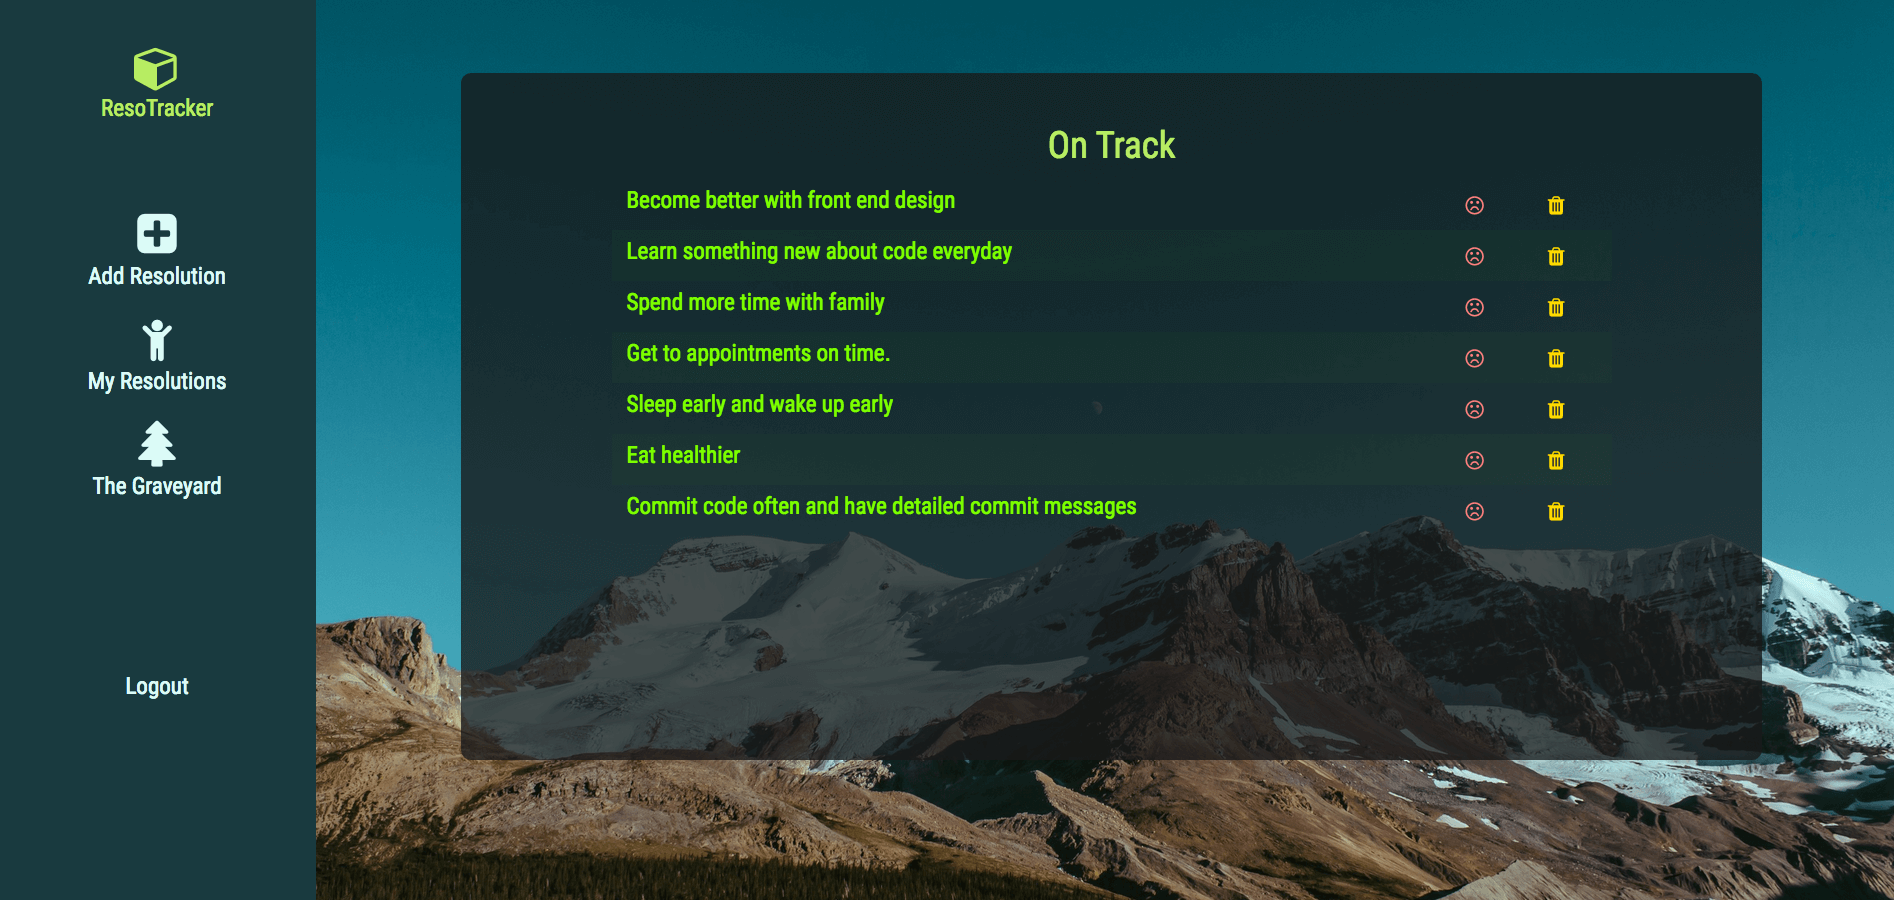 ResoTracker
Add Resolution
My Resolutions
The Graveyard
Logout
On Track
Become better with front end design
Learn something new about code everyday
Spend more time with family
Get to appointments on time.
Sleep early and wake up early
Eat healthier
Commit code often and have detailed commit messages